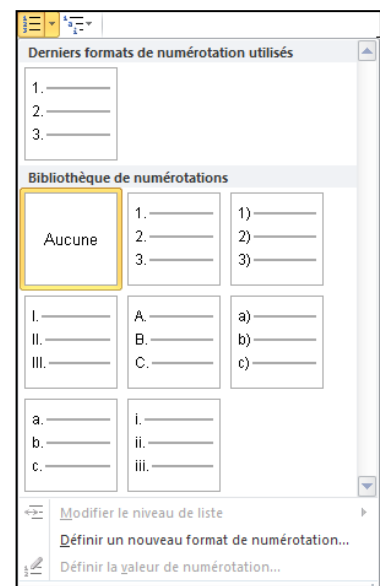 Derniers formats de numérotation utilisés
1.
2.
3.
Bibliothèque de numérotations
Aucune
1.
2.
3.
1)
2)
3)
I.
II.
III.
A.
B.
C.
a)
b)
c)
a.
b.
c.
i.
ii.
iii.
Modifier le niveau de liste
Définir un nouveau format de numérotation...
Définir la valeur de numérotation...